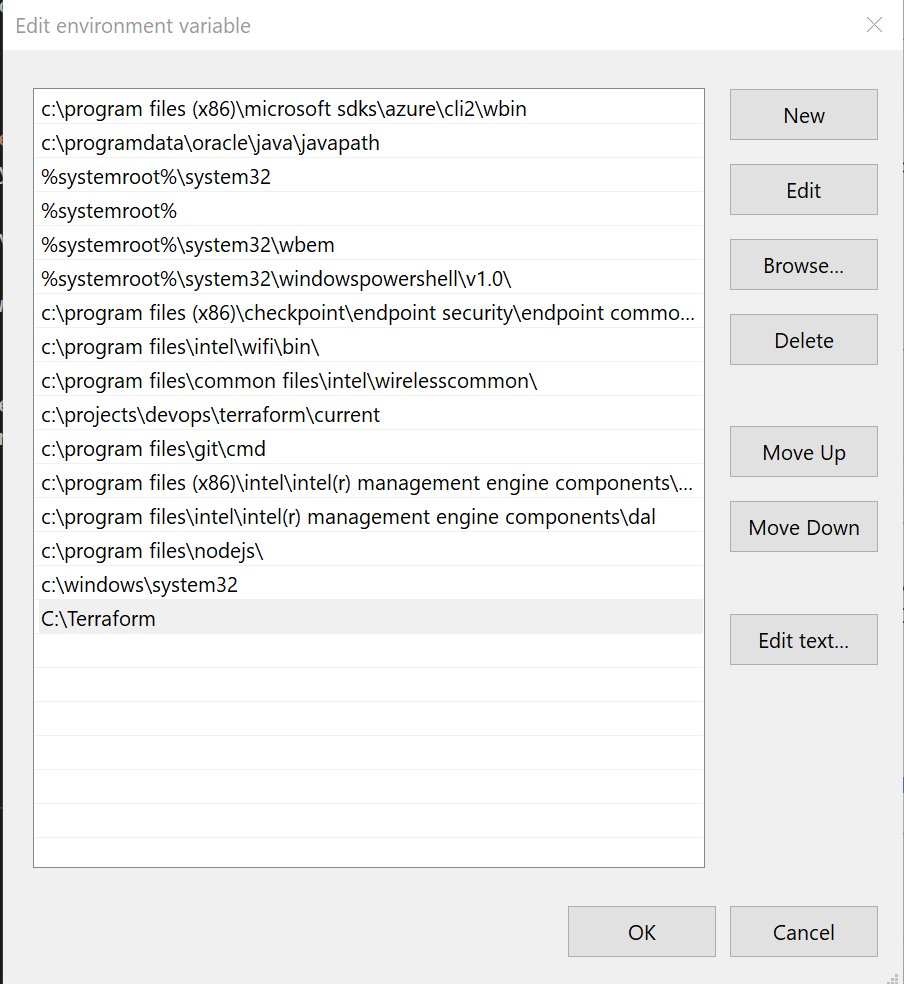 Edit environment variable
c:\program files (x86)\microsoft sdks\azure\cli2\wbin
c:\programdata\oracle\java\javapath
%systemroot%\system32
%systemroot%
%systemroot%\system32\wbem
%systemroot%\system32\windowspowershell\v1.0\
c:\program files (x86)\checkpoint\endpoint security\endpoint commo...
c:\program files\intel\wifi\bin\
c:\program files\common files\intel\wirelesscommon\
c:\projects\devops\terraform\current
c:\program files\git\cmd
c:\program files (x86)\intel\intel(r) management engine components\...
c:\program files\intel\intel(r) management engine components\dal
c:\program files\nodejs\
c:\windows\system32
C:\Terraform
New
Edit
Browse...
Delete
Move Up
Move Down
Edit text...
OK
Cancel